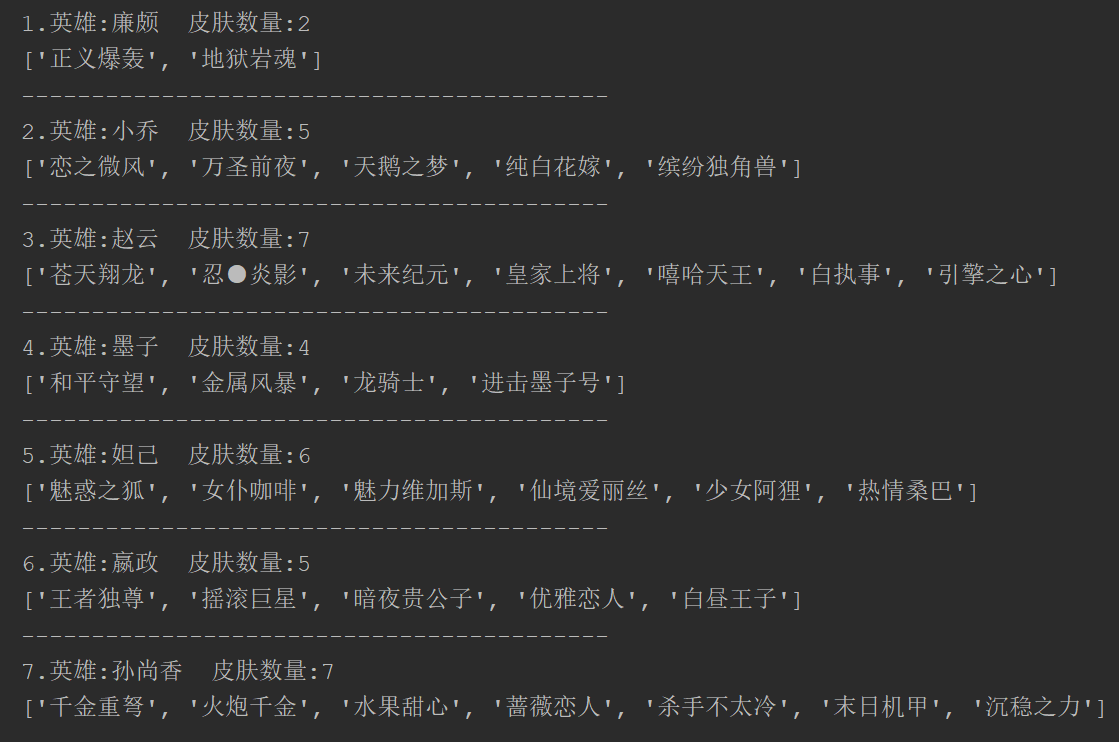 1.英雄:廉颇  皮肤数量:2
['正义爆轰', '地狱岩魂']
------------------------------------------
2.英雄:小乔  皮肤数量:5
['恋之微风', '万圣前夜', '天鹅之梦', '纯白花嫁', '缤纷独角兽']
------------------------------------------
3.英雄:赵云  皮肤数量:7
['苍天翔龙', '忍●炎影', '未来纪元', '皇家上将', '嘻哈天王', '白执事', '引擎之心']
------------------------------------------
4.英雄:墨子  皮肤数量:4
['和平守望', '金属风暴', '龙骑士', '进击墨子号']
------------------------------------------
5.英雄:妲己  皮肤数量:6
['魅惑之狐', '女仆咖啡', '魅力维加斯', '仙境爱丽丝', '少女阿狸', '热情桑巴']
------------------------------------------
6.英雄:嬴政  皮肤数量:5
['王者独尊', '摇滚巨星', '暗夜贵公子', '优雅恋人', '白昼王子']
------------------------------------------
7.英雄:孙尚香  皮肤数量:7
['千金重弩', '火炮千金', '水果甜心', '蔷薇恋人', '杀手不太冷', '末日机甲', '沉稳之力']